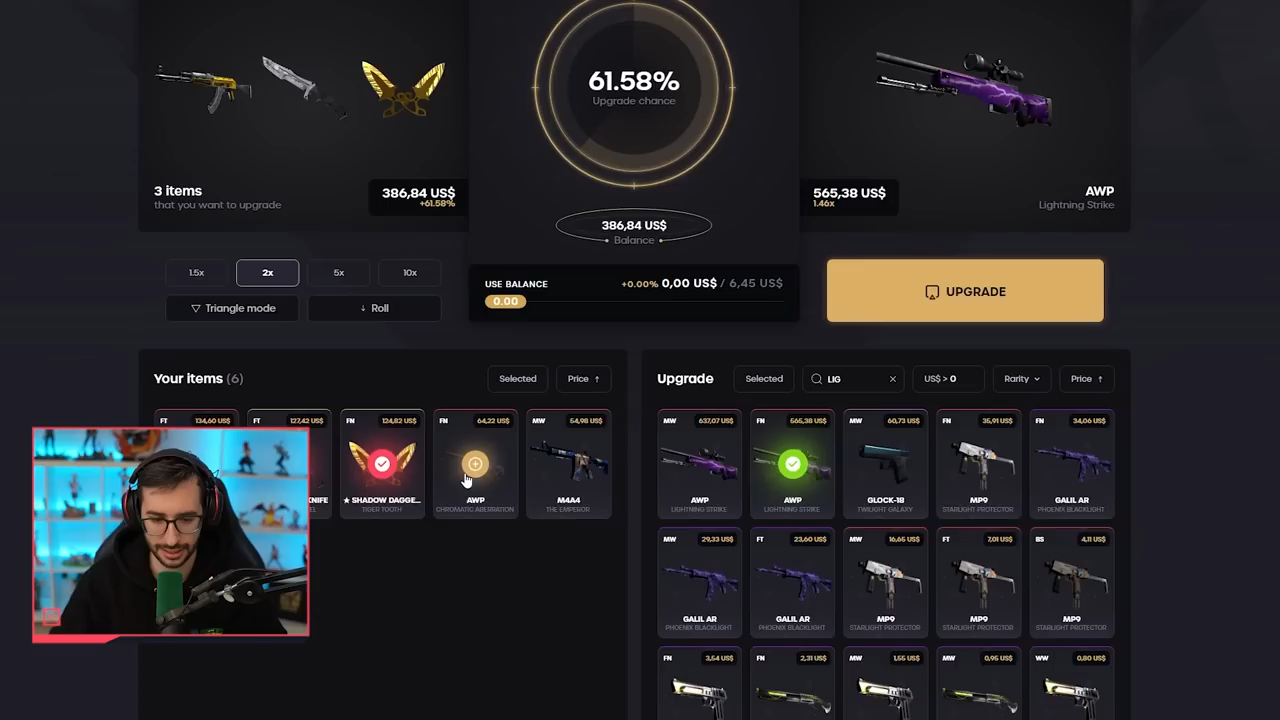 61.58%
Upgrade chance
3 items
that you want to upgrade
386,84 US$
+61.58%
565,38 US$
1.46x
AWP
Lightning Strike
386,84 US$
Balance
1.5x
2x
5x
10x
Triangle mode
Roll
USE BALANCE
+0.00% 0,00 US$ / 6,45 US$
0.00
UPGRADE
Your items (6)
Selected
Price
Upgrade
Selected
LIG
US$ > 0
Rarity
Price
FT
134,60 US$
FT
127,42 US$
FT
124,82 US$
FN
64,22 US$
MW
54,98 US$
KNIFE
★ SHADOW DAGGE...
TIGER TOOTH
AWP
CHROMATIC ABERRATION
M4A4
THE EMPEROR
MW
637,07 US$
FN
565,38 US$
MW
60,73 US$
FN
35,91 US$
FN
34,06 US$
AWP
LIGHTNING STRIKE
AWP
LIGHTNING STRIKE
GLOCK-18
TWILIGHT GALAXY
MP9
STARLIGHT PROTECTOR
GALIL AR
PHOENIX BLACKLIGHT
MW
29,33 US$
FT
23,60 US$
MW
16,65 US$
FT
7,01 US$
BS
4,11 US$
GALIL AR
PHOENIX BLACKLIGHT
GALIL AR
PHOENIX BLACKLIGHT
MP9
STARLIGHT PROTECTOR
MP9
STARLIGHT PROTECTOR
MP9
STARLIGHT PROTECTOR
FN
3,54 US$
FN
2,31 US$
MW
1,55 US$
MW
0,95 US$
WW
0,80 US$